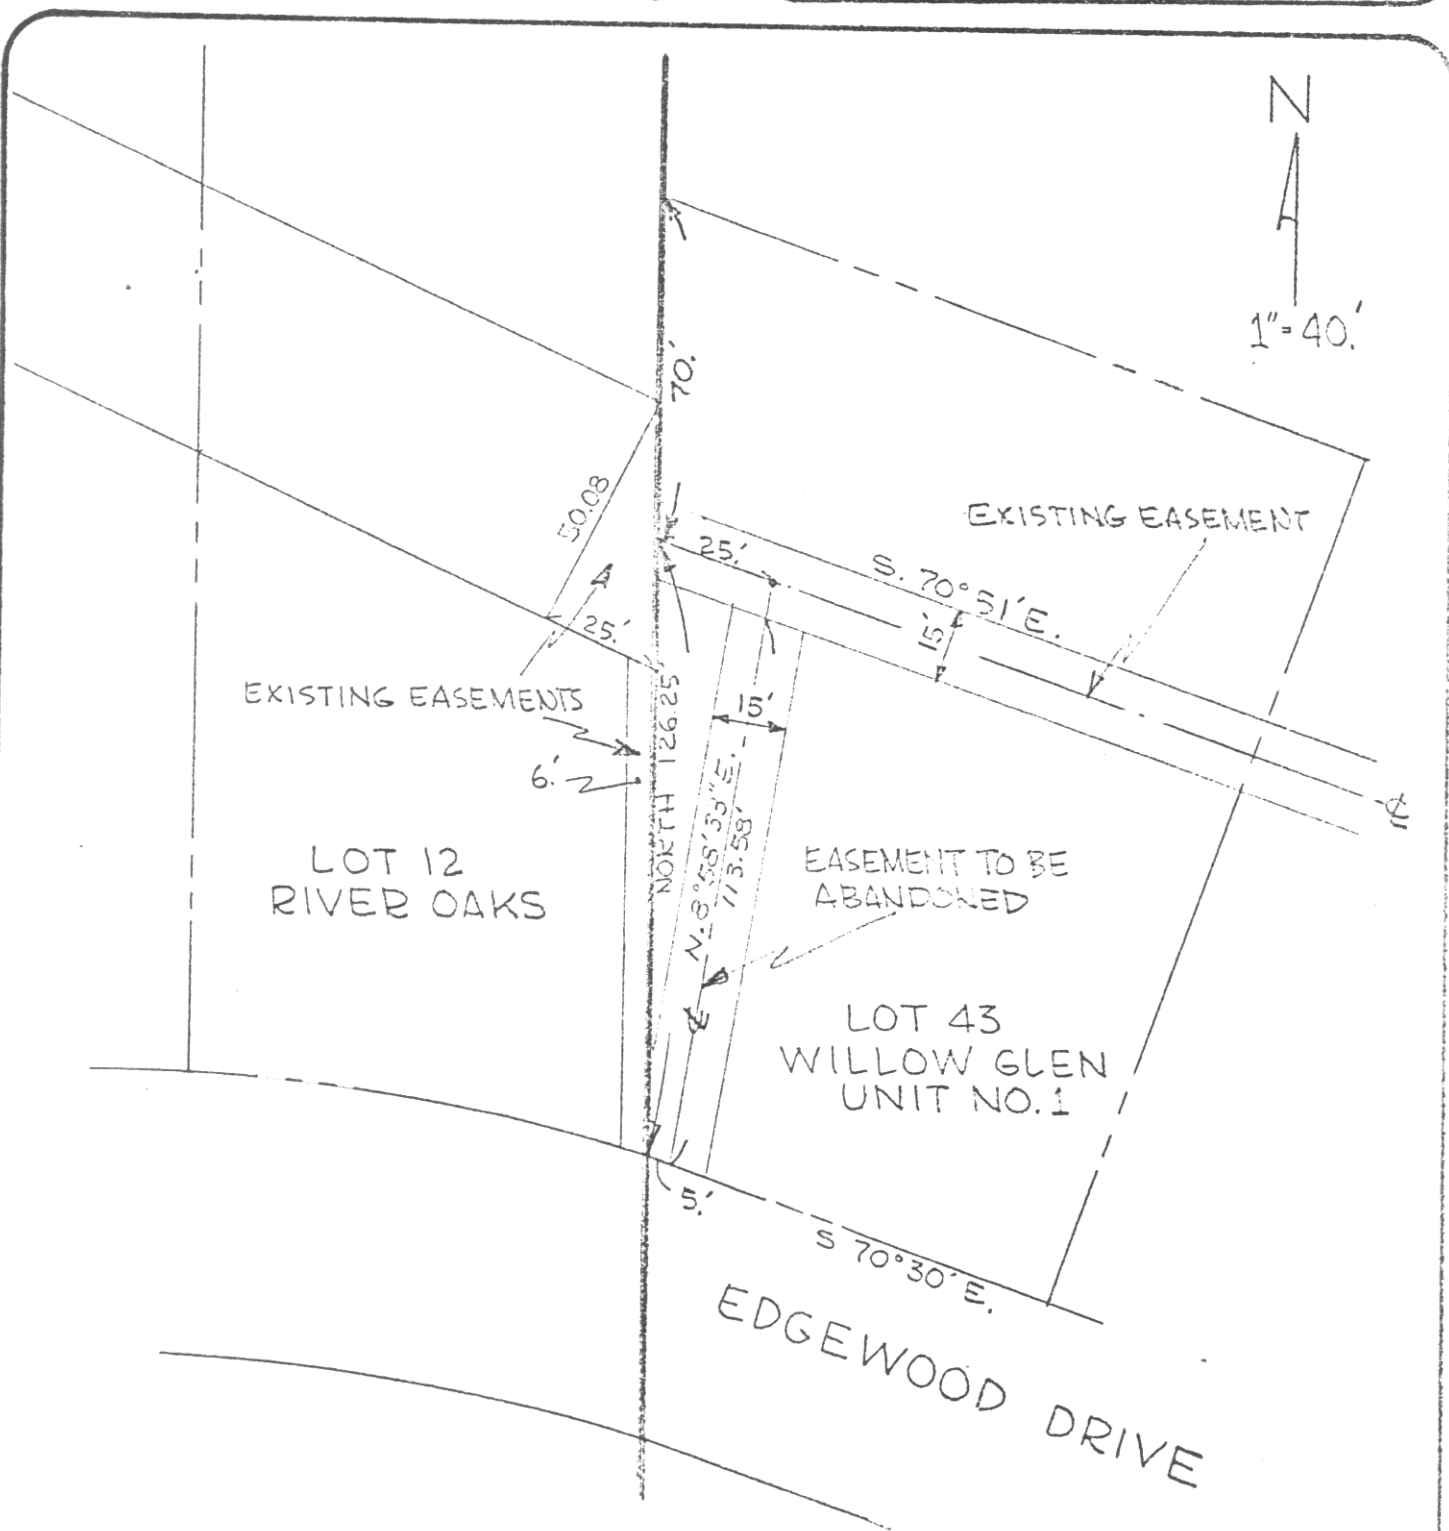 N
1"=40.'
70.'
50.08
EXISTING EASEMENT
25.'
S. 70°51'E.
15'
25.'
EXISTING EASEMENTS
NORTH 126.25'
15'
6.'
N. 8°58'33"E.
113.58'
℄
LOT 12
RIVER OAKS
EASEMENT TO BE
ABANDONED
℄
LOT 43
WILLOW GLEN
UNIT NO. 1
5.'
S 70°30'E.
EDGEWOOD DRIVE